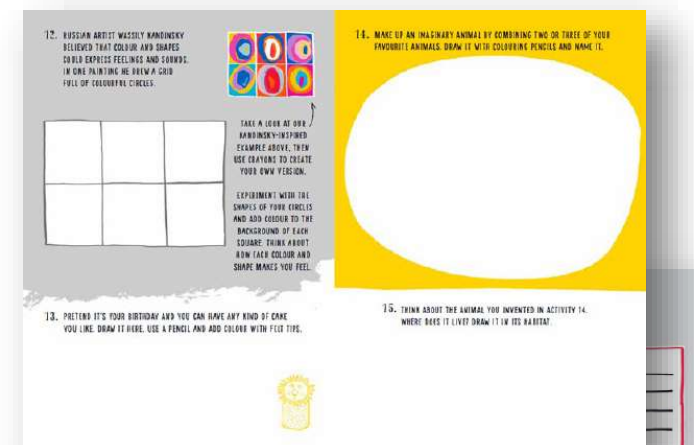 12. RUSSIAN ARTIST WASSILY KANDINSKY
BELIEVED THAT COLOUR AND SHAPES
COULD EXPRESS FEELINGS AND SOUNDS.
IN ONE PAINTING HE DREW A GRID
FULL OF COLOURFUL CIRCLES.
TAKE A LOOK AT OUR
KANDINSKY-INSPIRED
EXAMPLE ABOVE, THEN
USE CRAYONS TO CREATE
YOUR OWN VERSION.
EXPERIMENT WITH THE
SHAPES OF YOUR CIRCLES
AND ADD COLOUR TO THE
BACKGROUND OF EACH
SQUARE. THINK ABOUT
HOW EACH COLOUR AND
SHAPE MAKES YOU FEEL.
13. PRETEND IT'S YOUR BIRTHDAY AND YOU CAN HAVE ANY KIND OF CAKE
YOU LIKE. DRAW IT HERE. USE A PENCIL AND ADD COLOUR WITH FELT TIPS.
14. MAKE UP AN IMAGINARY ANIMAL BY COMBINING TWO OR THREE OF YOUR
FAVOURITE ANIMALS. DRAW IT WITH COLOURING PENCILS AND NAME IT.
15. THINK ABOUT THE ANIMAL YOU INVENTED IN ACTIVITY 14.
WHERE DOES IT LIVE? DRAW IT IN ITS HABITAT.